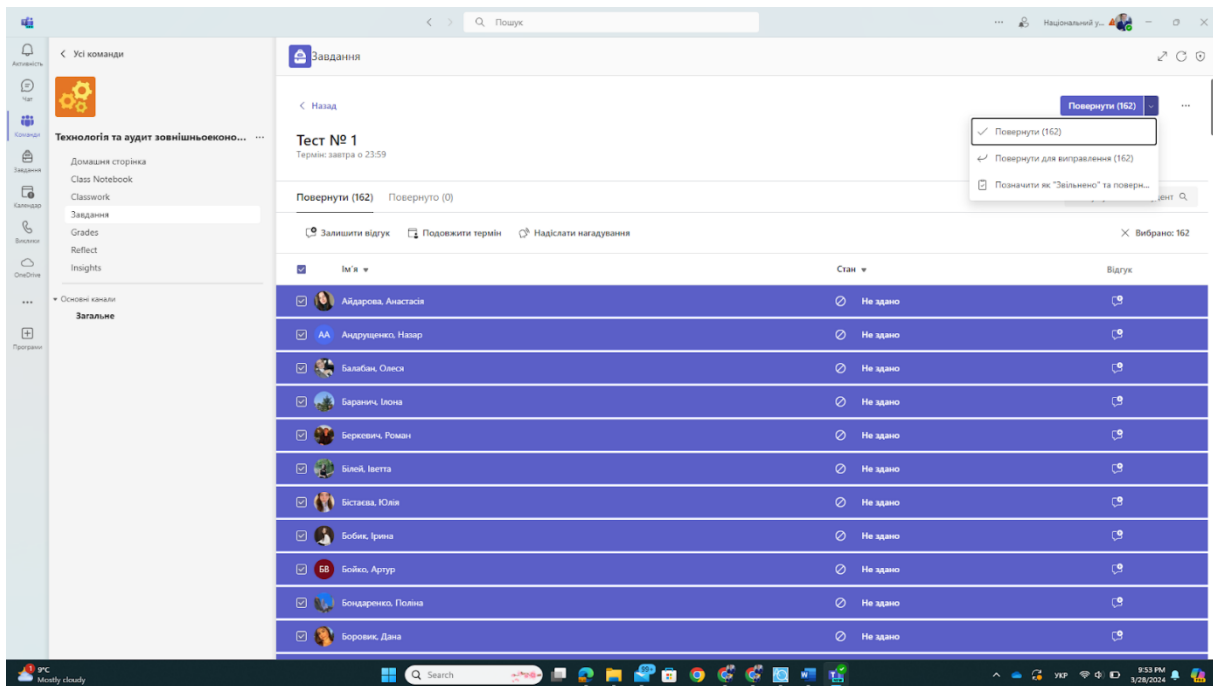 Пошук
Національний у...
Активність
Чат
Команди
Завдання
Календар
Виклики
OneDrive
Програми
Усі команди
Технологія та аудит зовнішньоеконо... ...
Домашня сторінка
Class Notebook
Classwork
Завдання
Grades
Reflect
Insights
Основні канали
Загальне
Завдання
Назад
Повернути (162)
Тест № 1
Термін: завтра о 23:59
Повернути (162)
Повернути для виправлення (162)
Позначити як "Звільнено" та поверн...
Повернути (162) Повернуто (0)
Залишити відгук Подовжити термін Надіслати нагадування Вибрано: 162
Ім'я Стан Відгук
Айдарова, Анастасія Не здано
АА Андрущенко, Назар Не здано
Балабан, Олеся Не здано
Баранич, Ілона Не здано
Беркевич, Роман Не здано
Білей, Іветта Не здано
Бістаєва, Юлія Не здано
Бобик, Ірина Не здано
БВ Бойко, Артур Не здано
Бондаренко, Поліна Не здано
Боровик, Дана Не здано
1
9°C
Mostly cloudy
Search
99+
УКР
9:53 PM
3/28/2024